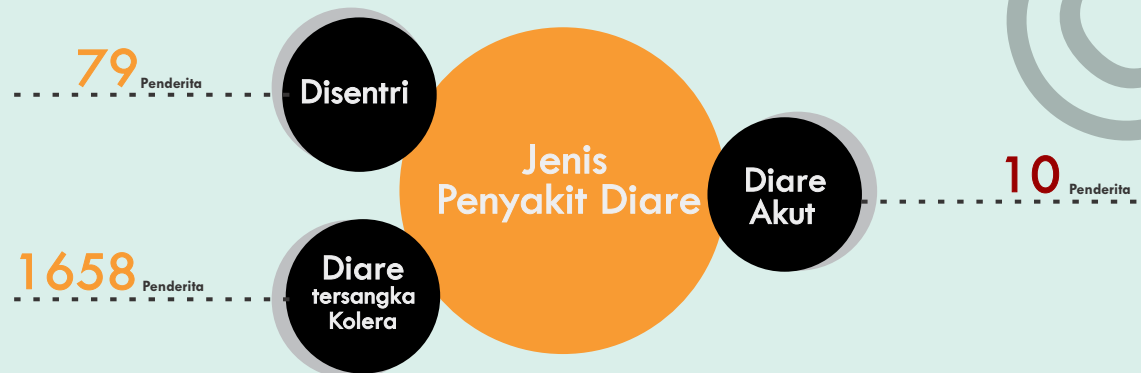 79 Penderita
Disentri
Jenis
Penyakit Diare
Diare
Akut
10 Penderita
1658 Penderita
Diare
tersangka
Kolera